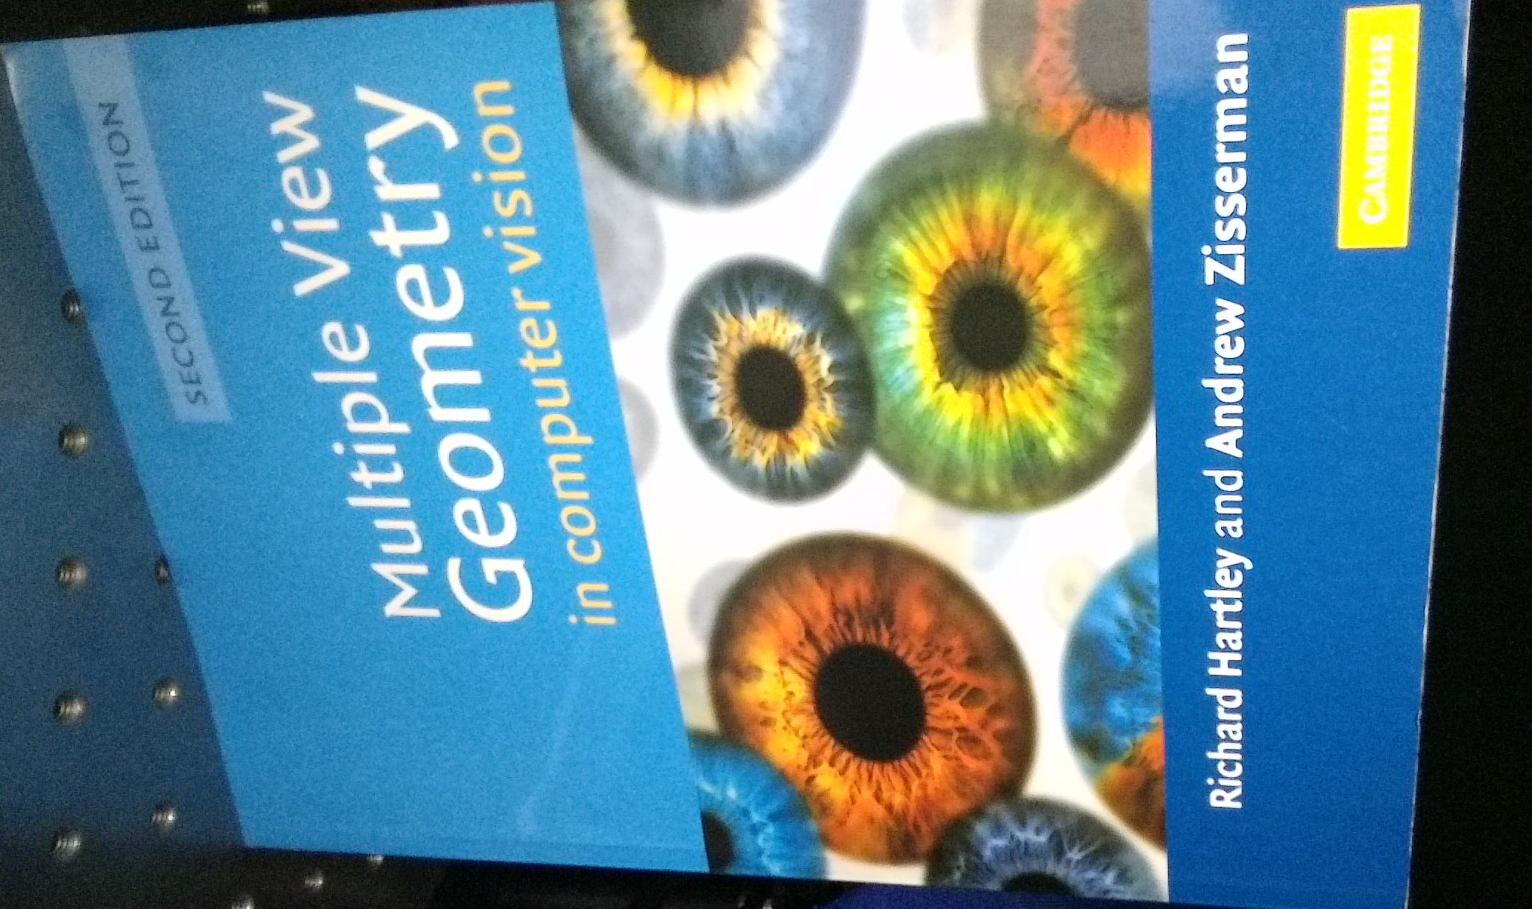 SECOND EDITION
Multiple View
Geometry
in computer vision
Richard Hartley and Andrew Zisserman
CAMBRIDGE